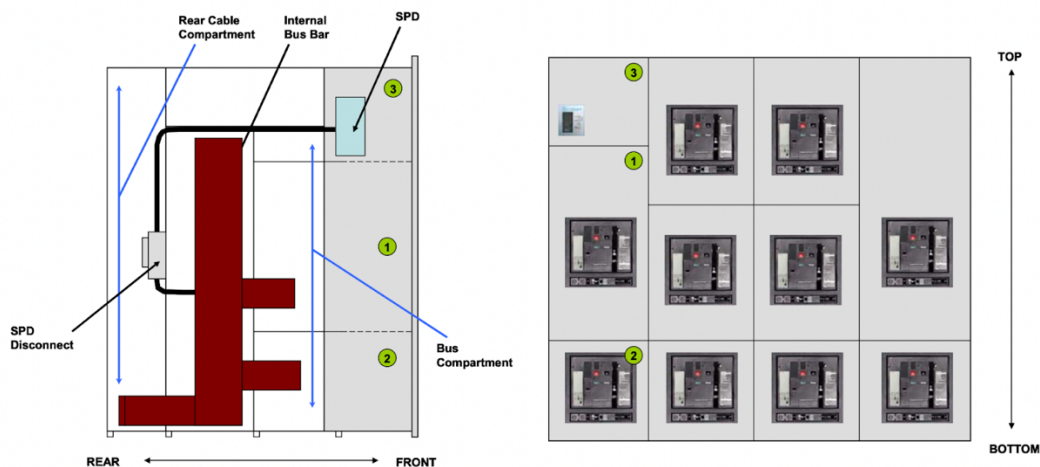 Rear Cable
Compartment
Internal
Bus Bar
SPD
3
1
2
SPD
Disconnect
Bus
Compartment
REAR
FRONT
3
1
2
TOP
BOTTOM